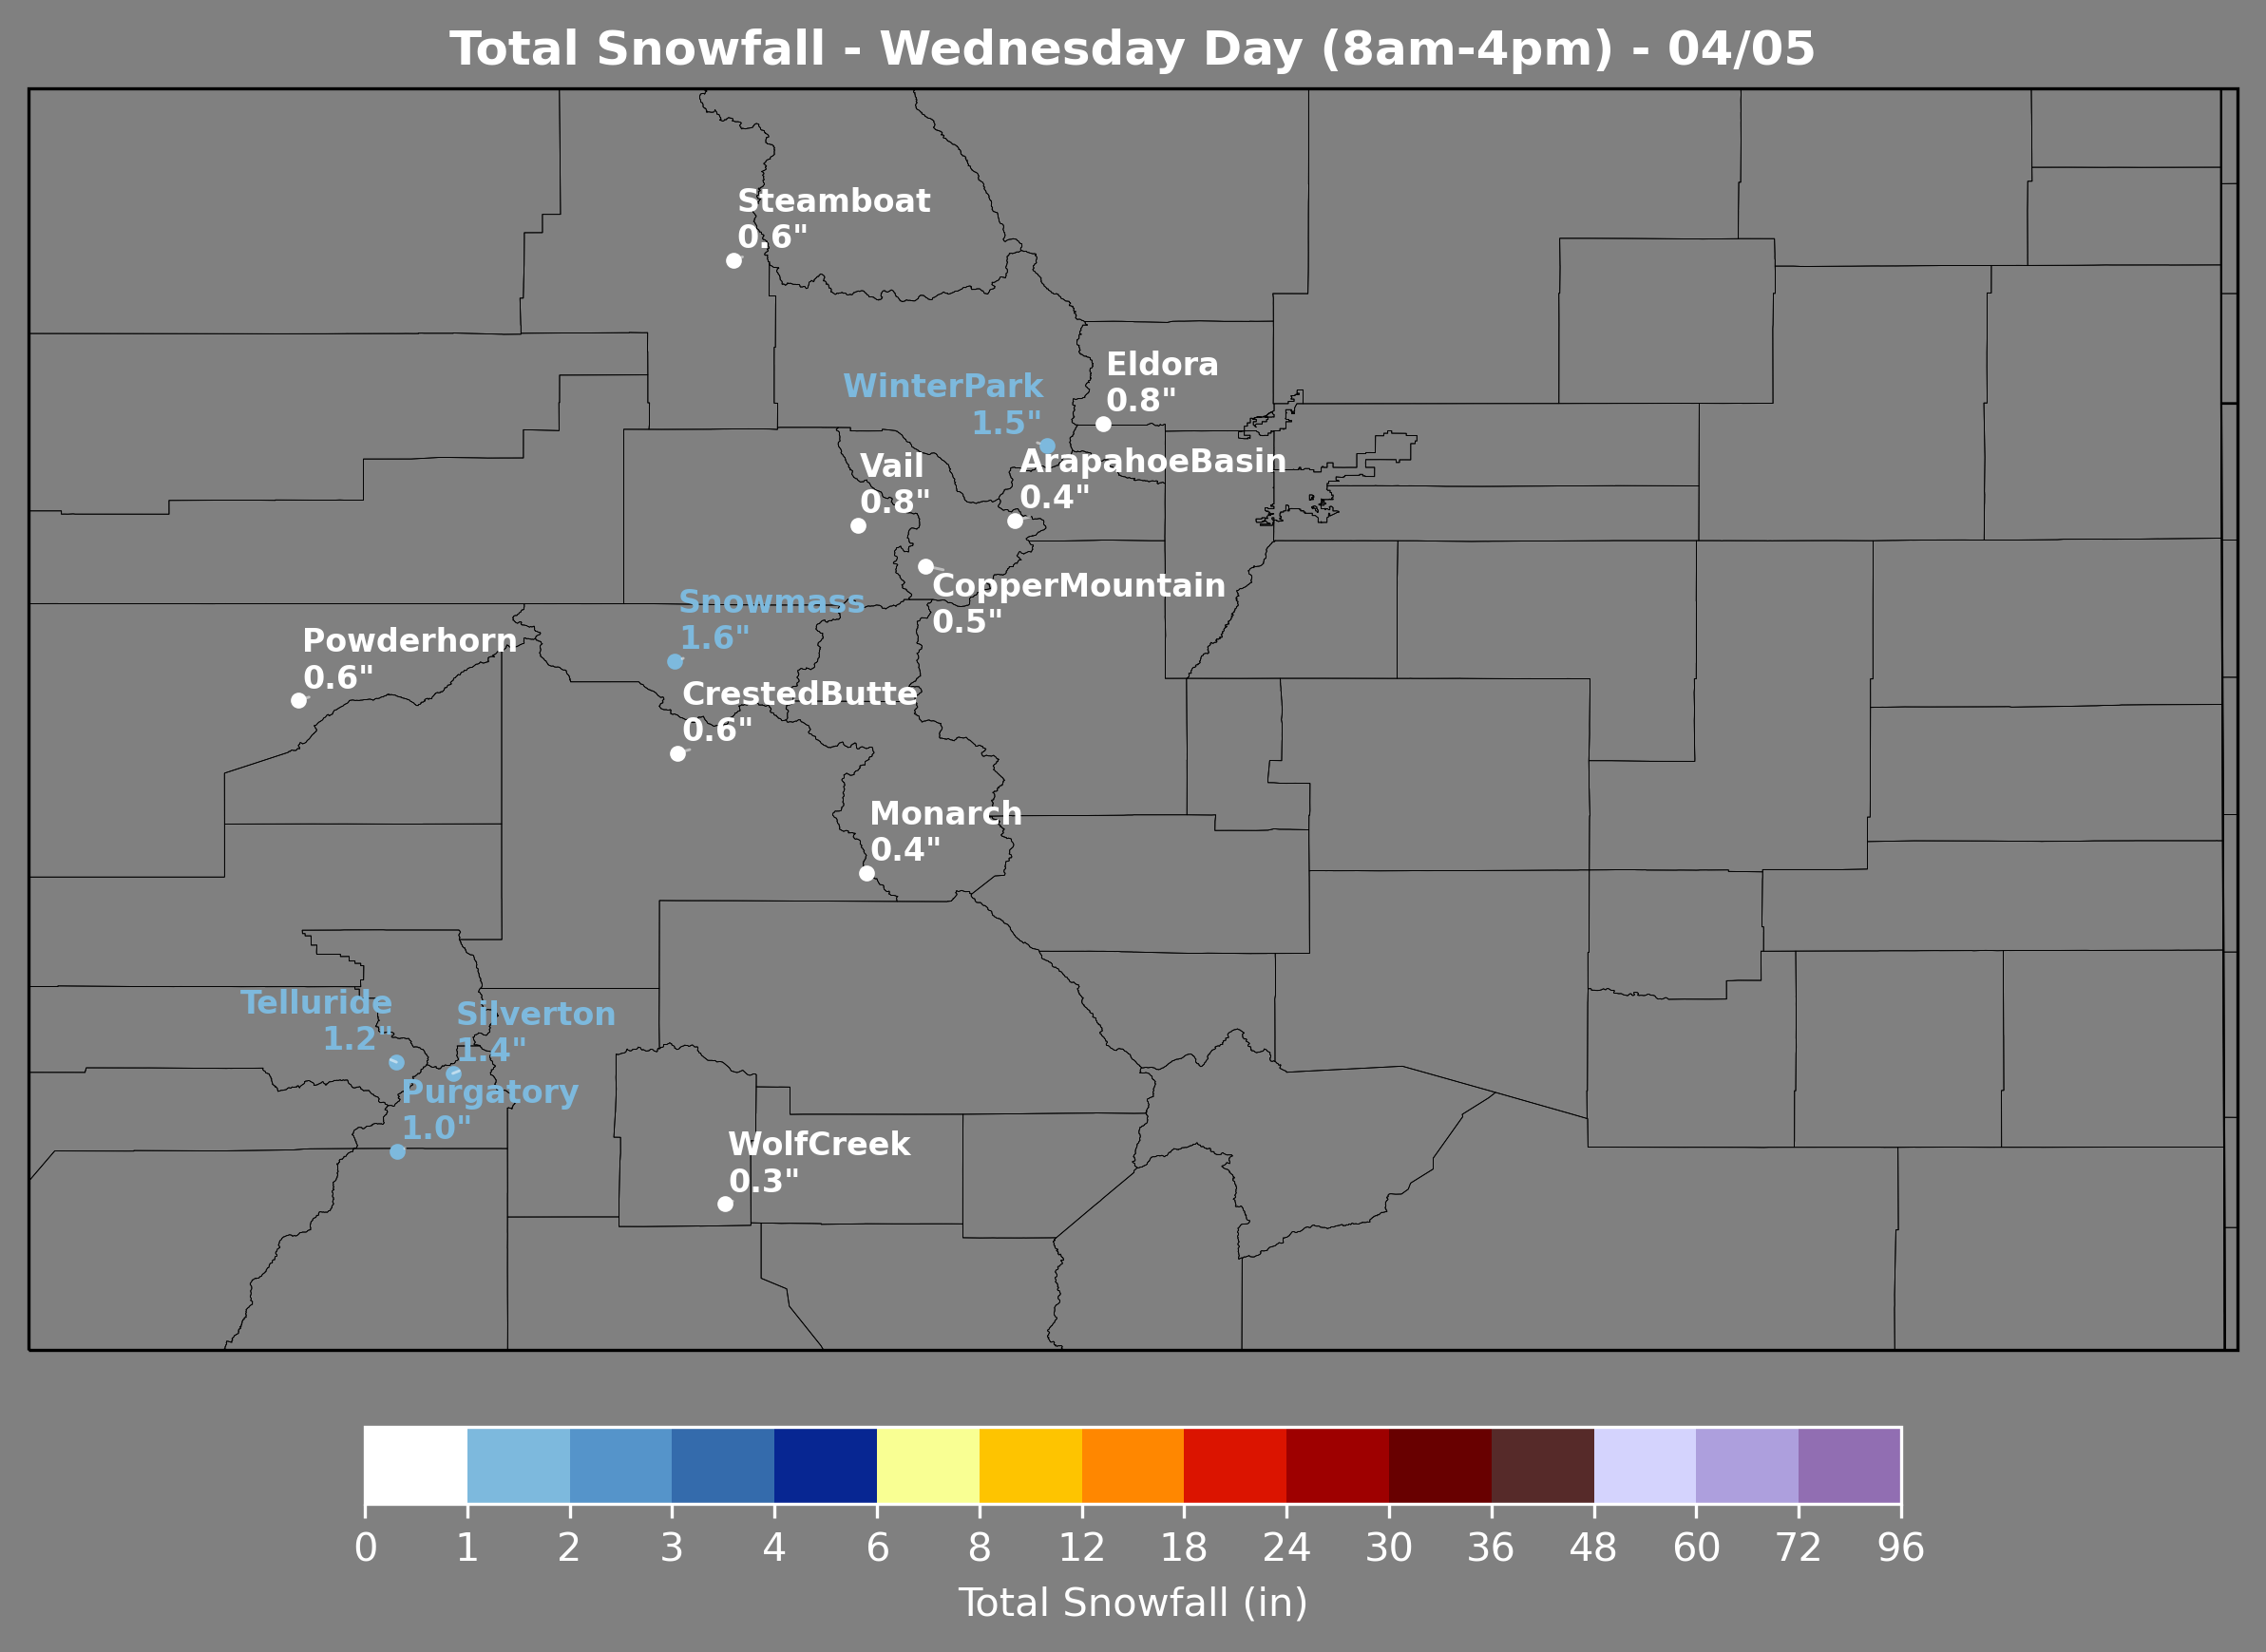 Total Snowfall - Wednesday Day (8am-4pm) - 04/05
Steamboat
0.6"
Eldora
0.8"
WinterPark
1.5"
ArapahoeBasin
0.4"
Vail
0.8"
CopperMountain
0.5"
Snowmass
1.6"
Powderhorn
0.6"
CrestedButte
0.6"
Monarch
0.4"
Telluride
1.2"
Silverton
1.4"
Purgatory
1.0"
WolfCreek
0.3"
0 1 2 3 4 6 8 12 18 24 30 36 48 60 72 96
Total Snowfall (in)